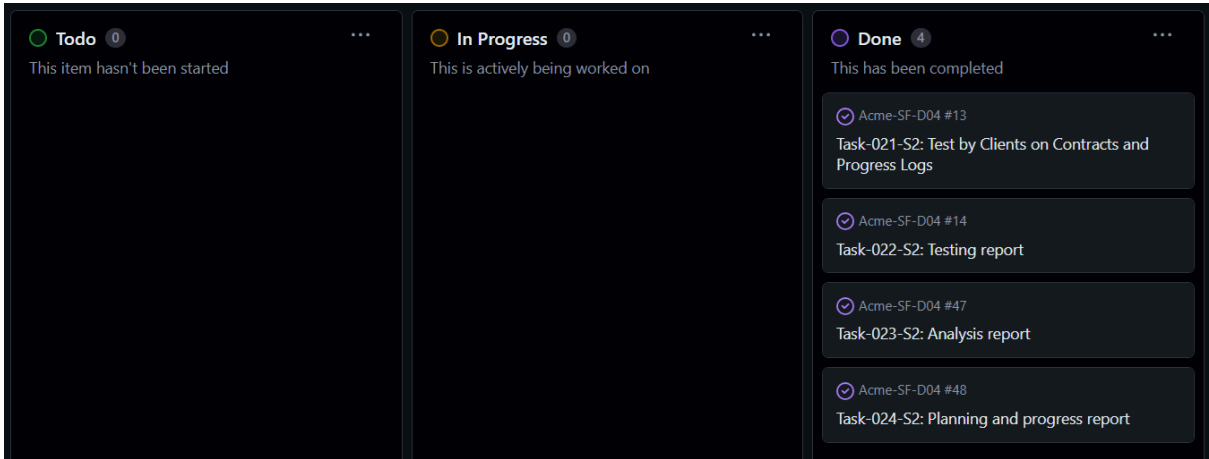 Todo 0
This item hasn't been started
In Progress 0
This is actively being worked on
Done 4
This has been completed
Acme-SF-D04 #13
Task-021-S2: Test by Clients on Contracts and
Progress Logs
Acme-SF-D04 #14
Task-022-S2: Testing report
Acme-SF-D04 #47
Task-023-S2: Analysis report
Acme-SF-D04 #48
Task-024-S2: Planning and progress report